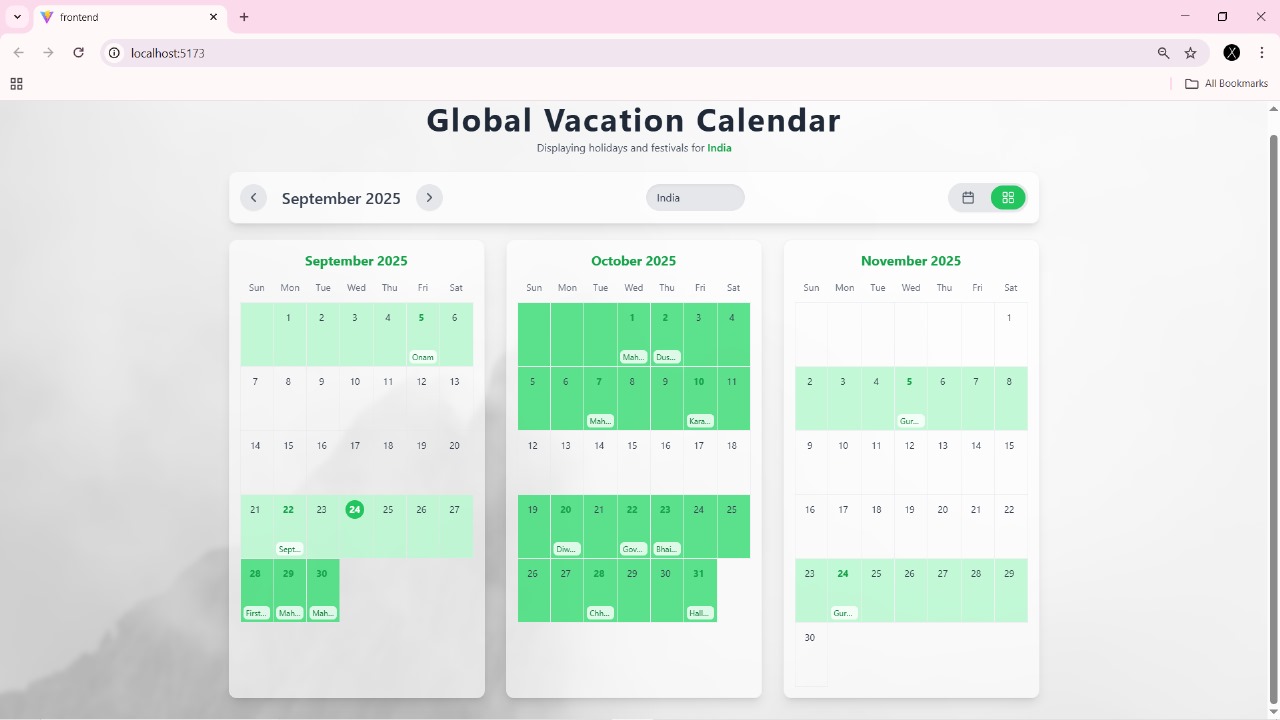 frontend
localhost:5173
All Bookmarks
Global Vacation Calendar
Displaying holidays and festivals for India
September 2025
India
September 2025
Sun Mon Tue Wed Thu Fri Sat
1 2 3 4 5 6
Onam
7 8 9 10 11 12 13
14 15 16 17 18 19 20
21 22 23 24 25 26 27
Sept...
28 29 30
First... Mah... Mah...
October 2025
Sun Mon Tue Wed Thu Fri Sat
1 2 3 4
Mah... Dus...
5 6 7 8 9 10 11
Mah... Kara...
12 13 14 15 16 17 18
19 20 21 22 23 24 25
Diw... Gov... Bhai...
26 27 28 29 30 31
Chh... Hall...
November 2025
Sun Mon Tue Wed Thu Fri Sat
1
2 3 4 5 6 7 8
Gur...
9 10 11 12 13 14 15
16 17 18 19 20 21 22
23 24 25 26 27 28 29
Gur...
30